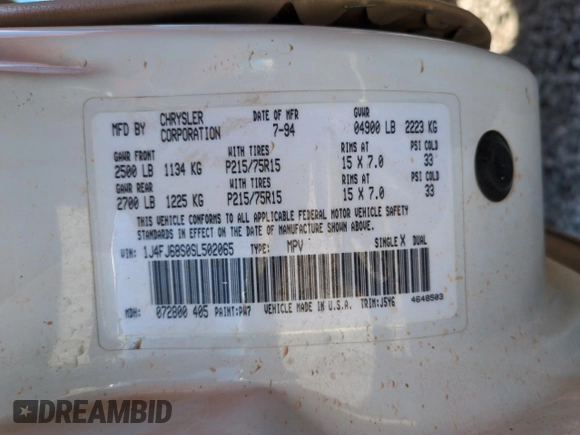 MFD BY CHRYSLER CORPORATION DATE OF MFR 7-94 GVWR 04900 LB 2223 KG
GAWR FRONT WITH TIRES RIMS AT PSI COLD
2500 LB 1134 KG P215/75R15 15 X 7.0 33
GAWR REAR WITH TIRES RIMS AT PSI COLD
2700 LB 1225 KG P215/75R15 15 X 7.0 33
THIS VEHICLE CONFORMS TO ALL APPLICABLE FEDERAL MOTOR VEHICLE SAFETY
STANDARDS IN EFFECT ON THE DATE OF MANUFACTURE SHOWN ABOVE.
VIN: 1J4FJ68S0SL502065 TYPE: MPV SINGLE X DUAL
MDH: 072800 405 PAINT: PW7 VEHICLE MADE IN U.S.A. TRIM: J5Y6 4648503
DREAMBID